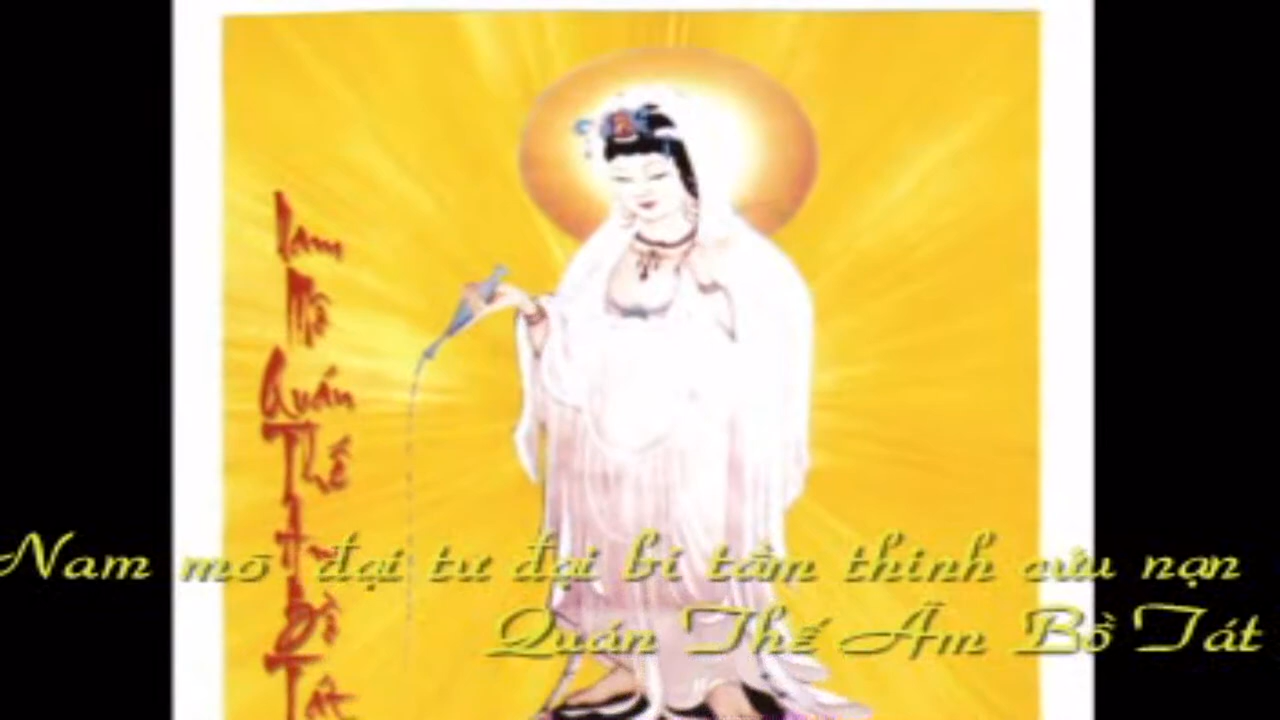 Nam
Mô
Quán
Thế
Âm
Bồ
Tát
Nam mô đại từ đại bi tầm thinh cứu nạn
Quán Thế Âm Bồ Tát